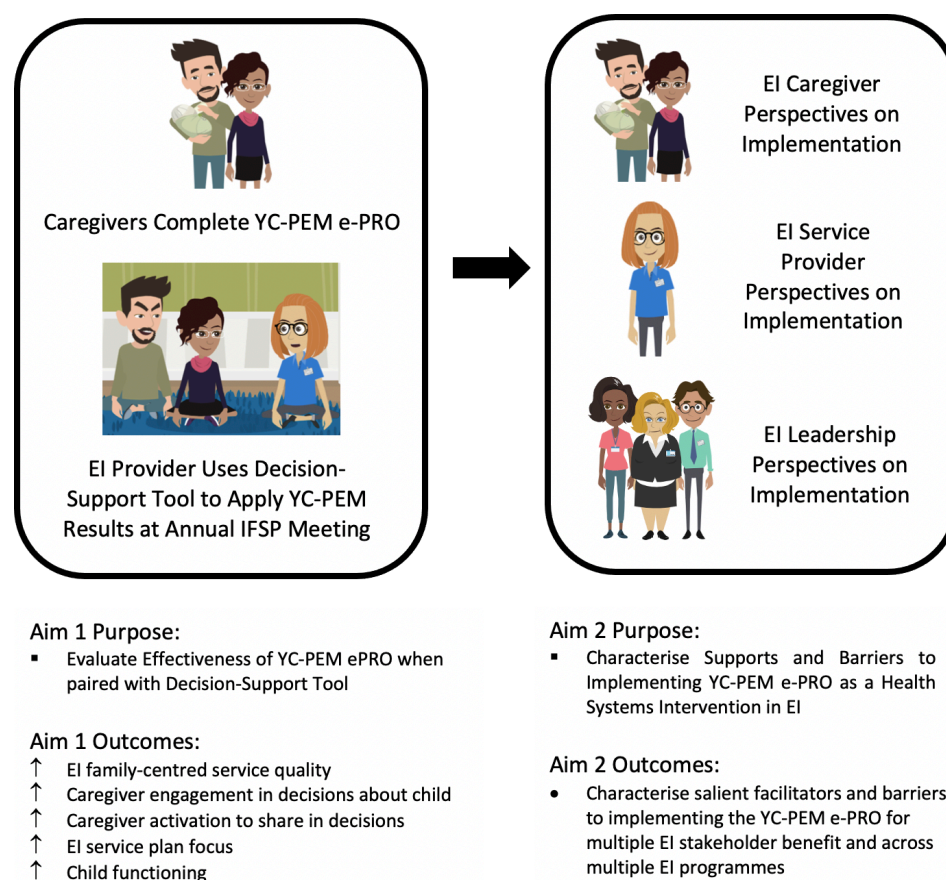 Caregivers Complete YC-PEM e-PRO
EI Provider Uses Decision-
Support Tool to Apply YC-PEM
Results at Annual IFSP Meeting
EI Caregiver
Perspectives on
Implementation
EI Service
Provider
Perspectives on
Implementation
EI Leadership
Perspectives on
Implementation
Aim 1 Purpose:
▪ Evaluate Effectiveness of YC-PEM ePRO when
paired with Decision-Support Tool
Aim 1 Outcomes:
↑ EI family-centred service quality
↑ Caregiver engagement in decisions about child
↑ Caregiver activation to share in decisions
↑ EI service plan focus
↑ Child functioning
Aim 2 Purpose:
▪ Characterise Supports and Barriers to
Implementing YC-PEM e-PRO as a Health
Systems Intervention in EI
Aim 2 Outcomes:
• Characterise salient facilitators and barriers
to implementing the YC-PEM e-PRO for
multiple EI stakeholder benefit and across
multiple EI programmes